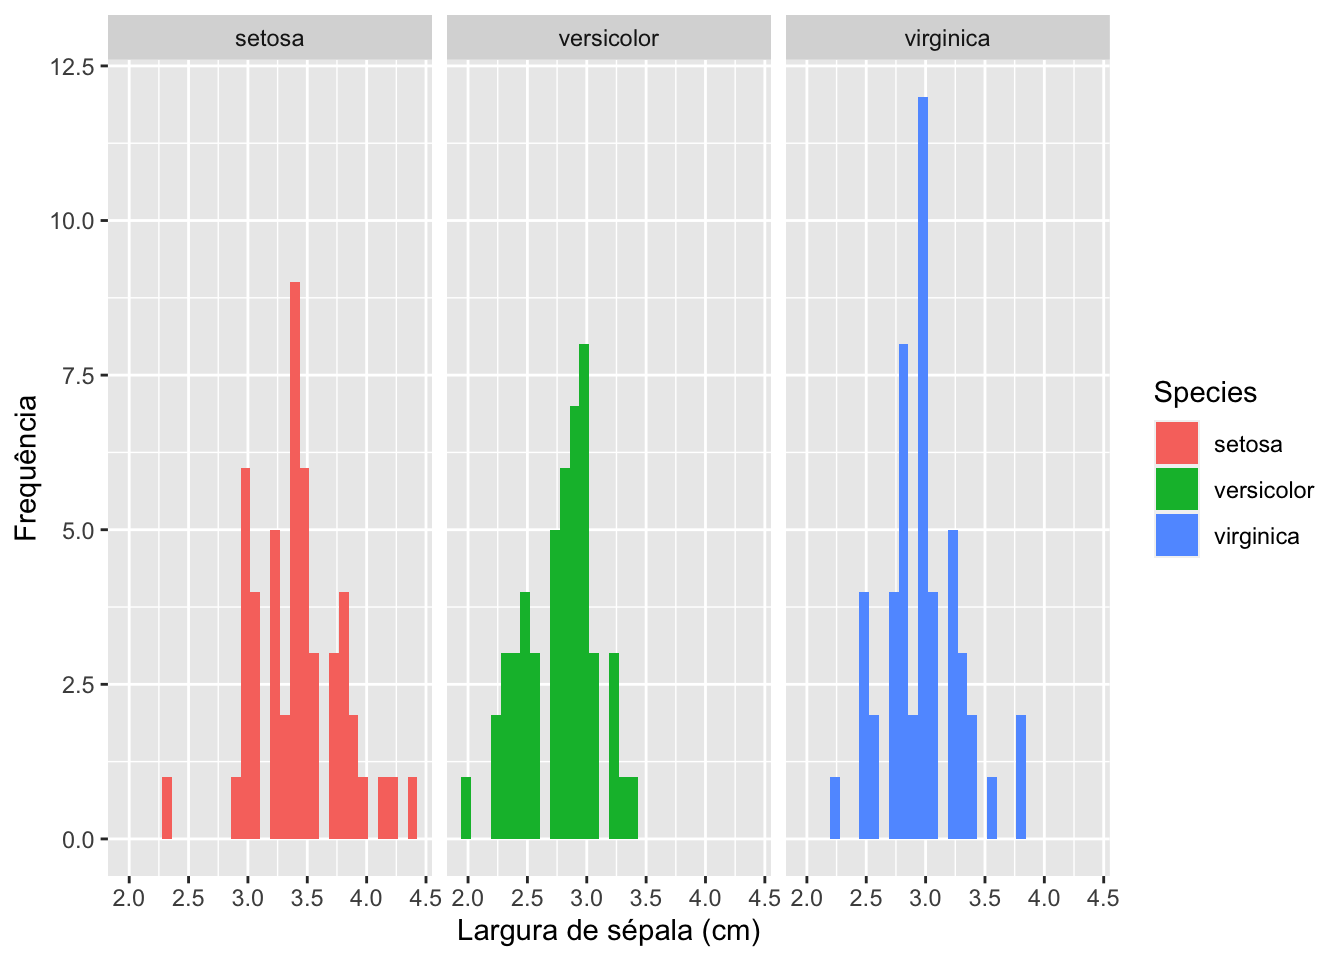 setosa versicolor virginica
12.5
10.0
7.5
5.0
2.5
0.0
Frequência
2.0 2.5 3.0 3.5 4.0 4.5 2.0 2.5 3.0 3.5 4.0 4.5 2.0 2.5 3.0 3.5 4.0 4.5
Largura de sépala (cm)
Species
setosa
versicolor
virginica